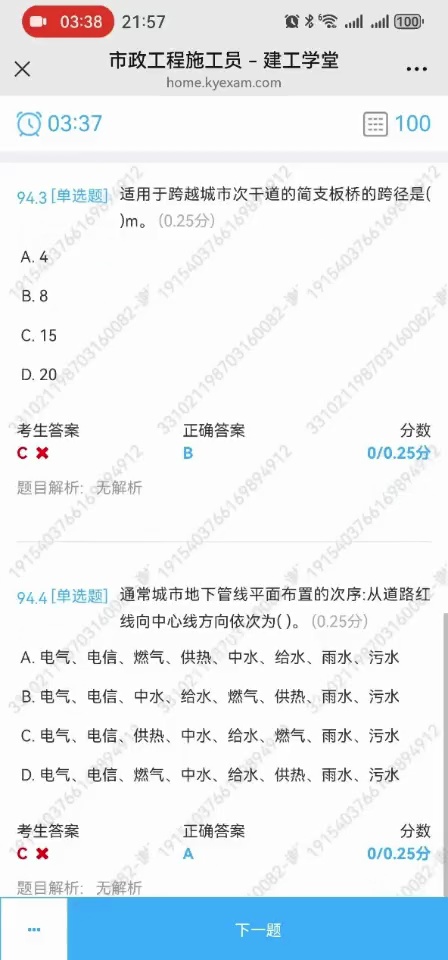 03:38 21:57 100
市政工程施工员 - 建工学堂
home.kyexam.com
03:37 100
94.3 [单选题] 适用于跨越城市次干道的简支板桥的跨径是(
)m。 (0.25分)
A. 4
B. 8
C. 15
D. 20
考生答案 正确答案 分数
C B 0/0.25分
题目解析: 无解析
94.4 [单选题] 通常城市地下管线平面布置的次序:从道路红
线向中心线方向依次为( )。 (0.25分)
A. 电气、电信、燃气、供热、中水、给水、雨水、污水
B. 电气、电信、中水、给水、燃气、供热、雨水、污水
C. 电气、电信、供热、中水、给水、燃气、雨水、污水
D. 电气、电信、燃气、中水、给水、供热、雨水、污水
考生答案 正确答案 分数
C A 0/0.25分
题目解析: 无解析
下一题